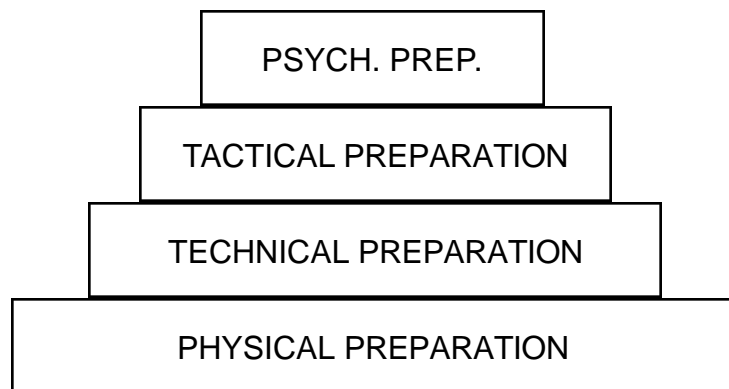 PSYCH. PREP.
TACTICAL PREPARATION
TECHNICAL PREPARATION
PHYSICAL PREPARATION